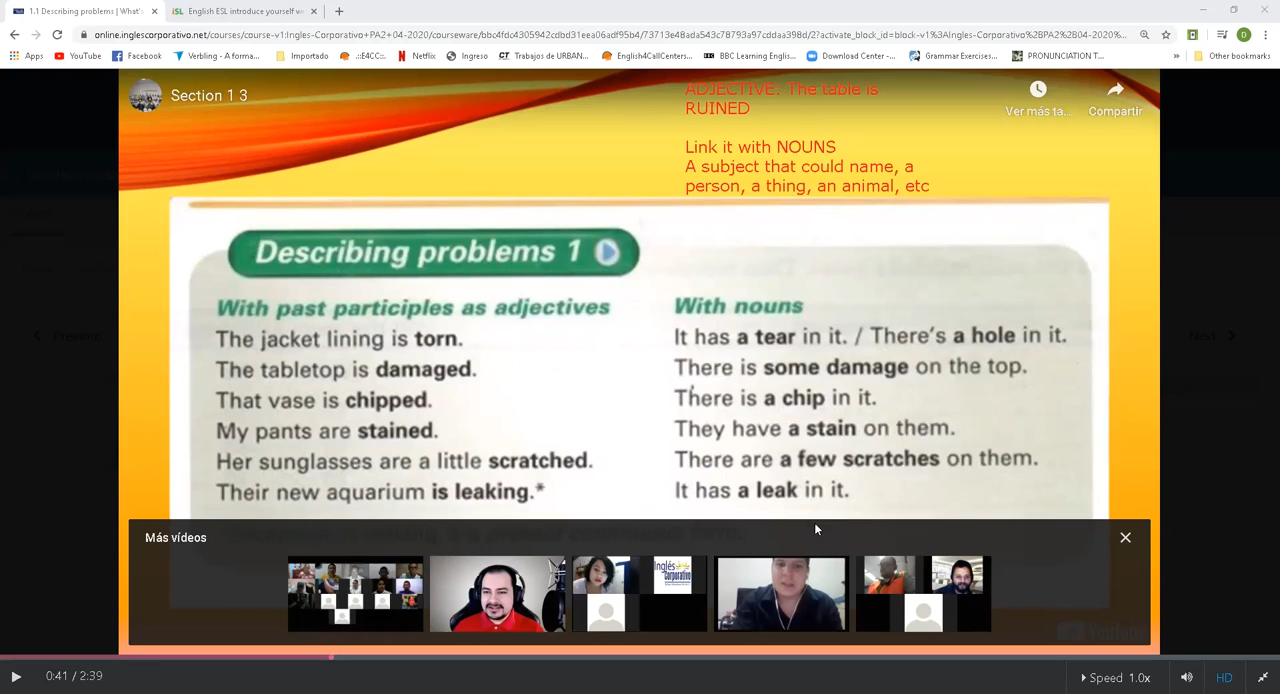 1.1 Describing problems | What's
English ESL introduce yourself w
online.inglescorporativo.net/courses/course-v1:Ingles-Corporativo+PA2+04-2020/courseware/bbc4fdc4305942cdbd31eea06adf95b4/73713e48ada543c78793a97cddaa398d/2?activate_block_id=block-v1%3AIngles-Corporativo%2BPA2%2B04-2020%...
Apps YouTube Facebook Verbling - A forma... Importado .::E4CC::. Netflix Ingreso Trabajos de URBAN... English4CallCenters... BBC Learning Englis... Download Center -... Grammar Exercises... PRONUNCIATION T... » Other bookmarks
Section 1 3
ADJECTIVE: The table is
RUINED
Ver más ta... Compartir
Link it with NOUNS
A subject that could name, a
person, a thing, an animal, etc
Describing problems 1
With past participles as adjectives
The jacket lining is torn.
The tabletop is damaged.
That vase is chipped.
My pants are stained.
Her sunglasses are a little scratched.
Their new aquarium is leaking.*
With nouns
It has a tear in it. / There's a hole in it.
There is some damage on the top.
There is a chip in it.
They have a stain on them.
There are a few scratches on them.
It has a leak in it.
Previous
Next
Más vídeos
Inglés
Corporativo
YouTube
0:41 / 2:39
Speed 1.0x
HD